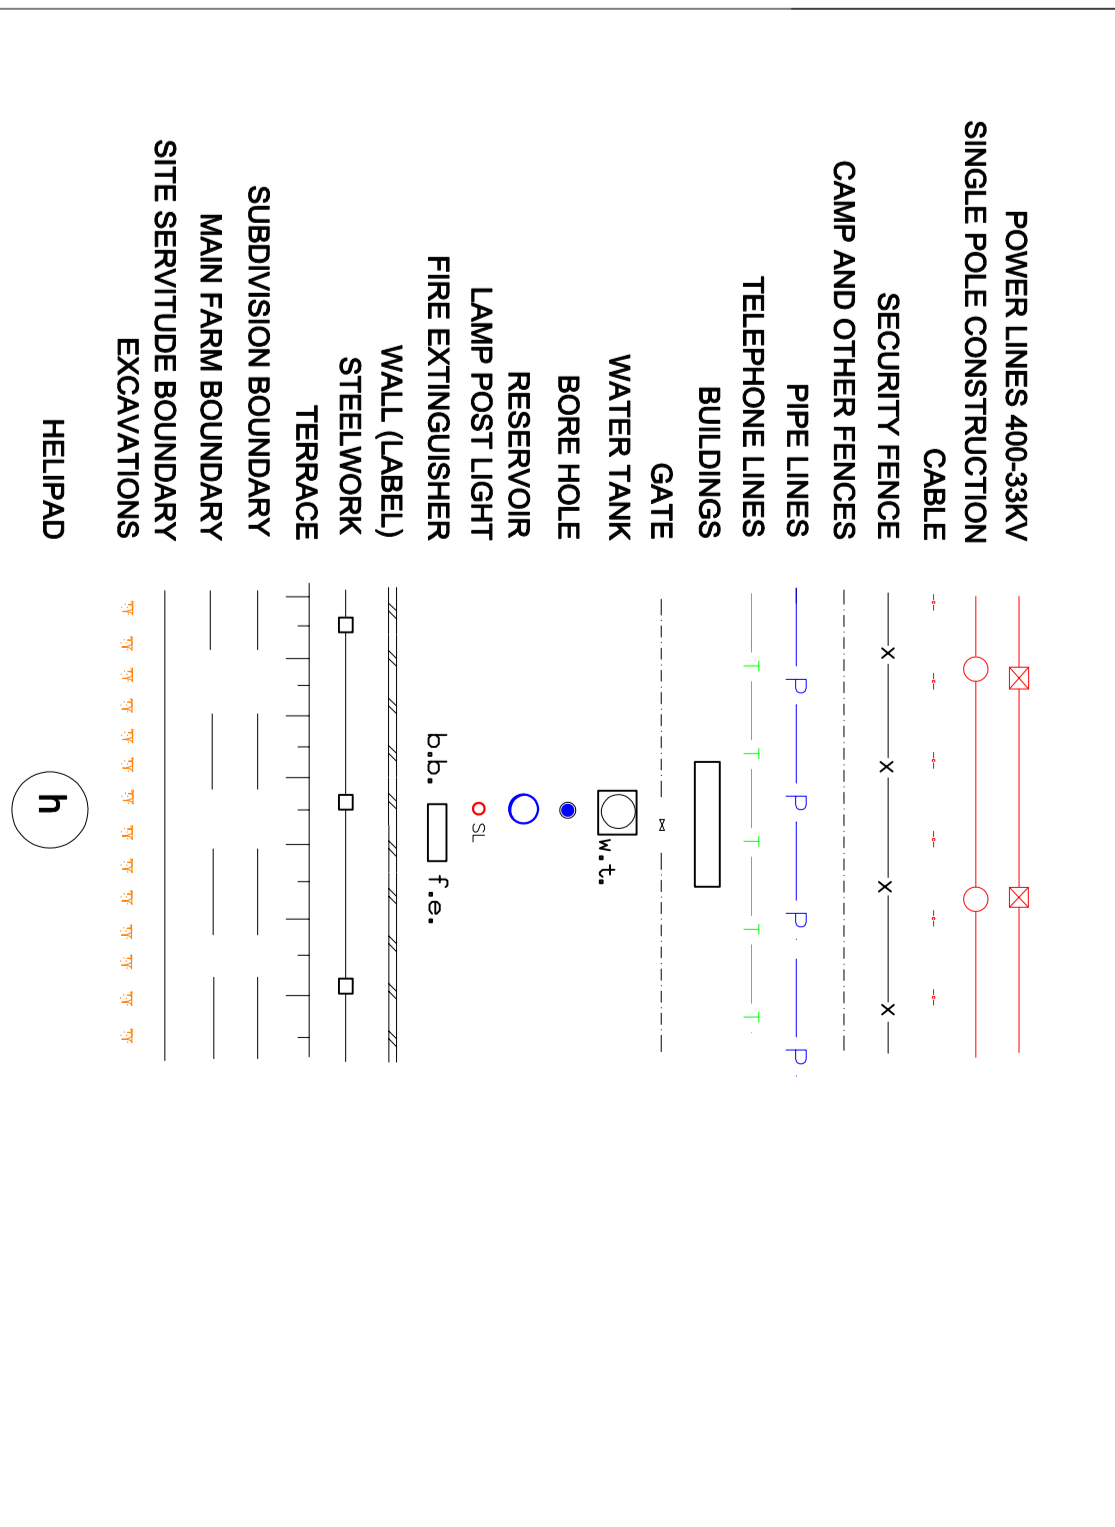 POWER LINES 400-33KV
SINGLE POLE CONSTRUCTION
CABLE
SECURITY FENCE X X X X
CAMP AND OTHER FENCES
PIPE LINES P P P P
TELEPHONE LINES T T T T T
BUILDINGS
GATE
WATER TANK w.t.
BORE HOLE
RESERVOIR
LAMP POST LIGHT SL
FIRE EXTINGUISHER b.b. f.e.
WALL (LABEL)
STEELWORK
TERRACE
SUBDIVISION BOUNDARY
MAIN FARM BOUNDARY
SITE SERVITUDE BOUNDARY
EXCAVATIONS
HELIPAD h